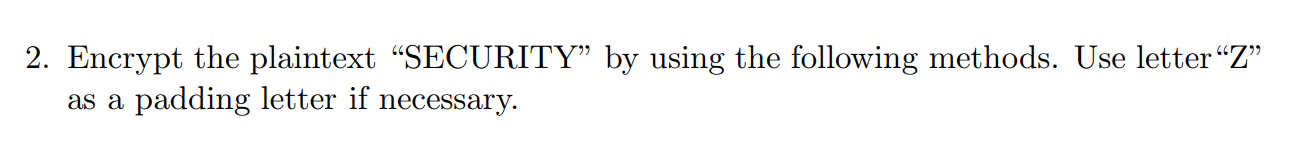 2. Encrypt the plaintext “SECURITY” by using the following methods. Use letter“Z”
as a padding letter if necessary.